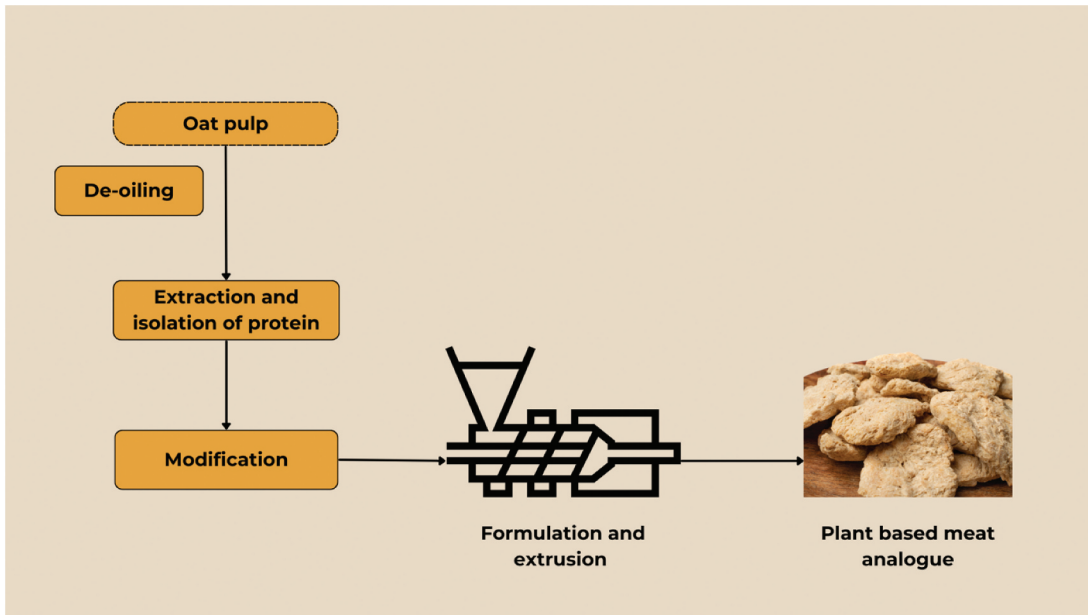 Oat pulp
De-oiling
Extraction and
isolation of protein
Modification
Formulation and
extrusion
Plant based meat
analogue